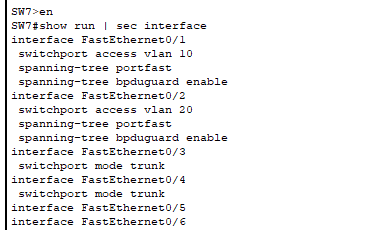 SW7>en
SW7#show run | sec interface
interface FastEthernet0/1
switchport access vlan 10
spanning-tree portfast
spanning-tree bpduguard enable
interface FastEthernet0/2
switchport access vlan 20
spanning-tree portfast
spanning-tree bpduguard enable
interface FastEthernet0/3
switchport mode trunk
interface FastEthernet0/4
switchport mode trunk
interface FastEthernet0/5
interface FastEthernet0/6